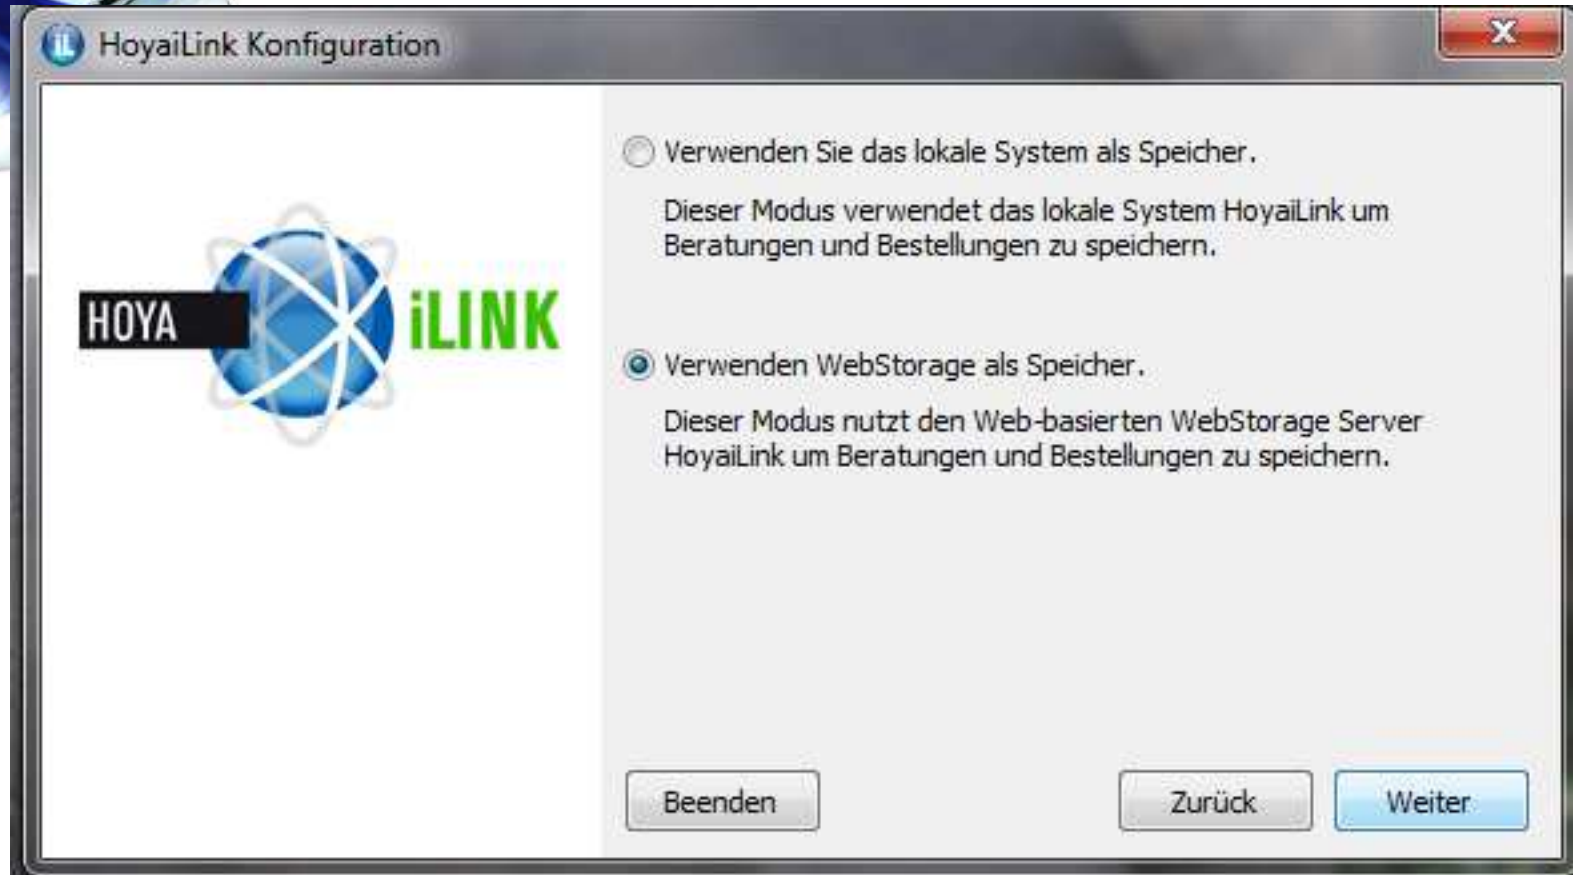 HoyaiLink Konfiguration
Verwenden Sie das lokale System als Speicher.
Dieser Modus verwendet das lokale System HoyaiLink um
Beratungen und Bestellungen zu speichern.
HOYA iLINK
Verwenden WebStorage als Speicher.
Dieser Modus nutzt den Web-basierten WebStorage Server
HoyaiLink um Beratungen und Bestellungen zu speichern.
Beenden Zurück Weiter